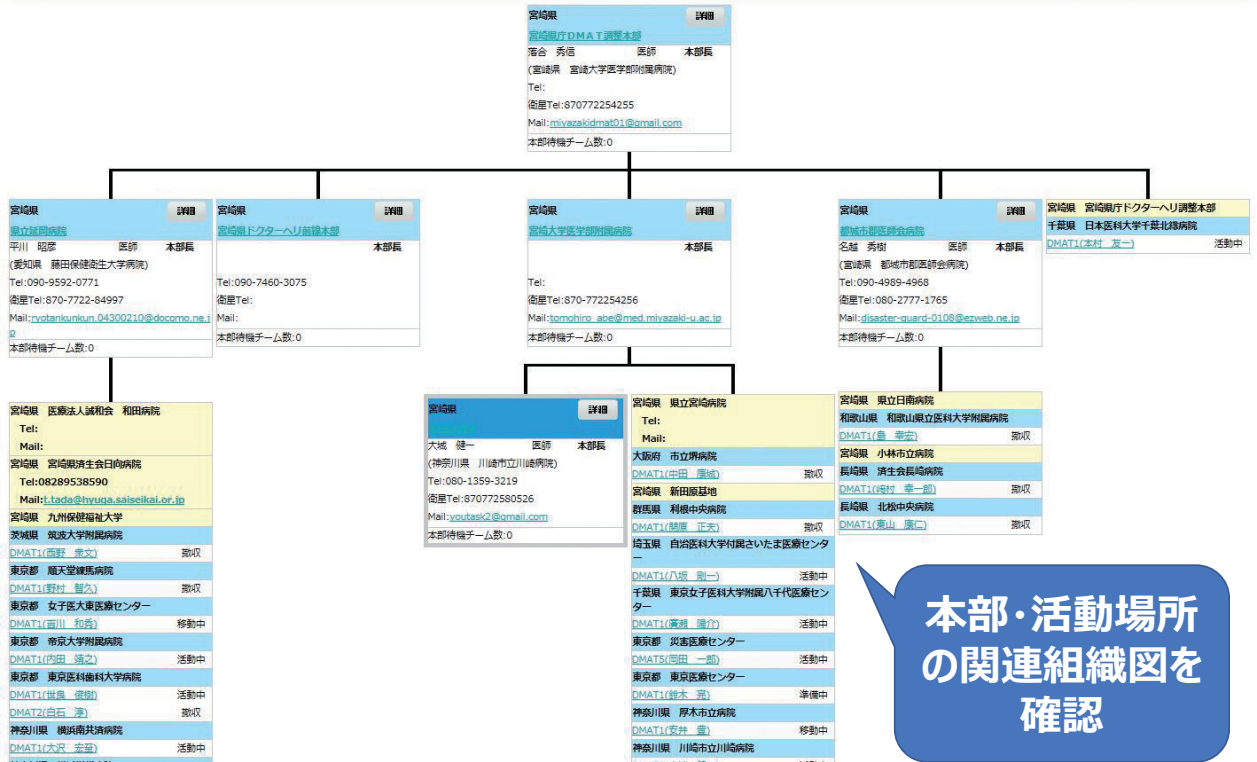 宮崎県 詳細
宮崎県庁DMAT調整本部
落合 秀信 医師 本部長
(宮崎県 宮崎大学医学部附属病院)
Tel:
衛星Tel:870772254255
Mail:miyazakidmat01@gmail.com
本部待機チーム数:0
宮崎県 詳細
県立延岡病院
平川 昭彦 医師 本部長
(愛知県 藤田保健衛生大学病院)
Tel:090-9592-0771
衛星Tel:870-7722-84997
Mail:ryotankunkun.04300210@docomo.ne.j
p
本部待機チーム数:0
宮崎県 詳細
宮崎県ドクターヘリ前線本部
本部長
Tel:090-7460-3075
衛星Tel:
Mail:
本部待機チーム数:0
宮崎県 詳細
宮崎大学医学部附属病院
本部長
Tel:
衛星Tel:870-772254256
Mail:tomohiro_abe@med.miyazaki-u.ac.jp
本部待機チーム数:0
宮崎県 詳細
都城市郡医師会病院
名越 秀樹 医師 本部長
(宮崎県 都城市郡医師会病院)
Tel:090-4989-4968
衛星Tel:080-2777-1765
Mail:disaster-guard-0108@ezweb.ne.jp
本部待機チーム数:0
宮崎県 宮崎県庁ドクターヘリ調整本部
千葉県 日本医科大学千葉北総病院
DMAT1(本村 友一) 活動中
宮崎県 医療法人誠和会 和田病院
Tel:
Mail:
宮崎県 宮崎県済生会日向病院
Tel:08289538590
Mail:t.tada@hyuga.saiseikai.or.jp
宮崎県 九州保健福祉大学
茨城県 筑波大学附属病院
DMAT1(西野 衆文) 撤収
東京都 順天堂練馬病院
DMAT1(野村 智久) 撤収
東京都 女子医大東医療センター
DMAT1(吉川 和秀) 移動中
東京都 帝京大学附属病院
DMAT1(内田 靖之) 活動中
東京都 東京医科歯科大学病院
DMAT1(世良 俊樹) 活動中
DMAT2(白石 淳) 撤収
神奈川県 横浜南共済病院
DMAT1(大沢 宏至) 活動中
宮崎県 詳細
大城 健一 医師 本部長
(神奈川県 川崎市立川崎病院)
Tel:080-1359-3219
衛星Tel:870772580526
Mail:youtask2@gmail.com
本部待機チーム数:0
宮崎県 県立宮崎病院
Tel:
Mail:
大阪府 市立堺病院
DMAT1(中田 康城) 撤収
宮崎県 新田原基地
群馬県 利根中央病院
DMAT1(関原 正夫) 撤収
埼玉県 自治医科大学付属さいたま医療センタ
ー
DMAT1(八坂 剛一) 活動中
千葉県 東京女子医科大学附属八千代医療セン
ター
DMAT1(廣瀬 陽介) 活動中
東京都 災害医療センター
DMAT5(岡田 一郎) 活動中
東京都 東京医療センター
DMAT1(鈴木 亮) 準備中
神奈川県 厚木市立病院
DMAT1(安井 豊) 移動中
神奈川県 川崎市立川崎病院
宮崎県 県立日南病院
和歌山県 和歌山県立医科大学附属病院
DMAT1(島 幸宏) 撤収
宮崎県 小林市立病院
長崎県 済生会長崎病院
DMAT1(崎村 幸一郎) 撤収
長崎県 北松中央病院
DMAT1(東山 康仁) 撤収
本部・活動場所
の関連組織図を
確認